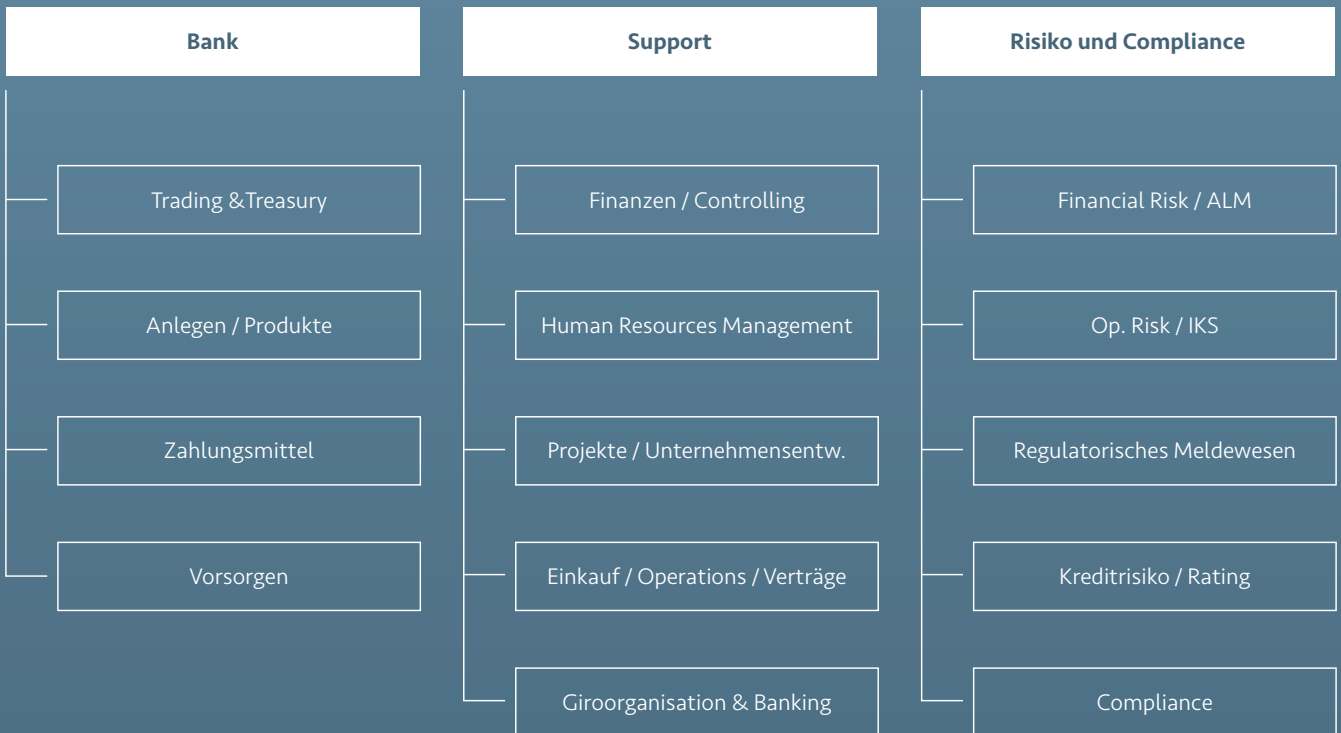 Bank
Trading &Treasury
Anlegen / Produkte
Zahlungsmittel
Vorsorgen
Support
Finanzen / Controlling
Human Resources Management
Projekte / Unternehmensentw.
Einkauf / Operations / Verträge
Giroorganisation & Banking
Risiko und Compliance
Financial Risk / ALM
Op. Risk / IKS
Regulatorisches Meldewesen
Kreditrisiko / Rating
Compliance